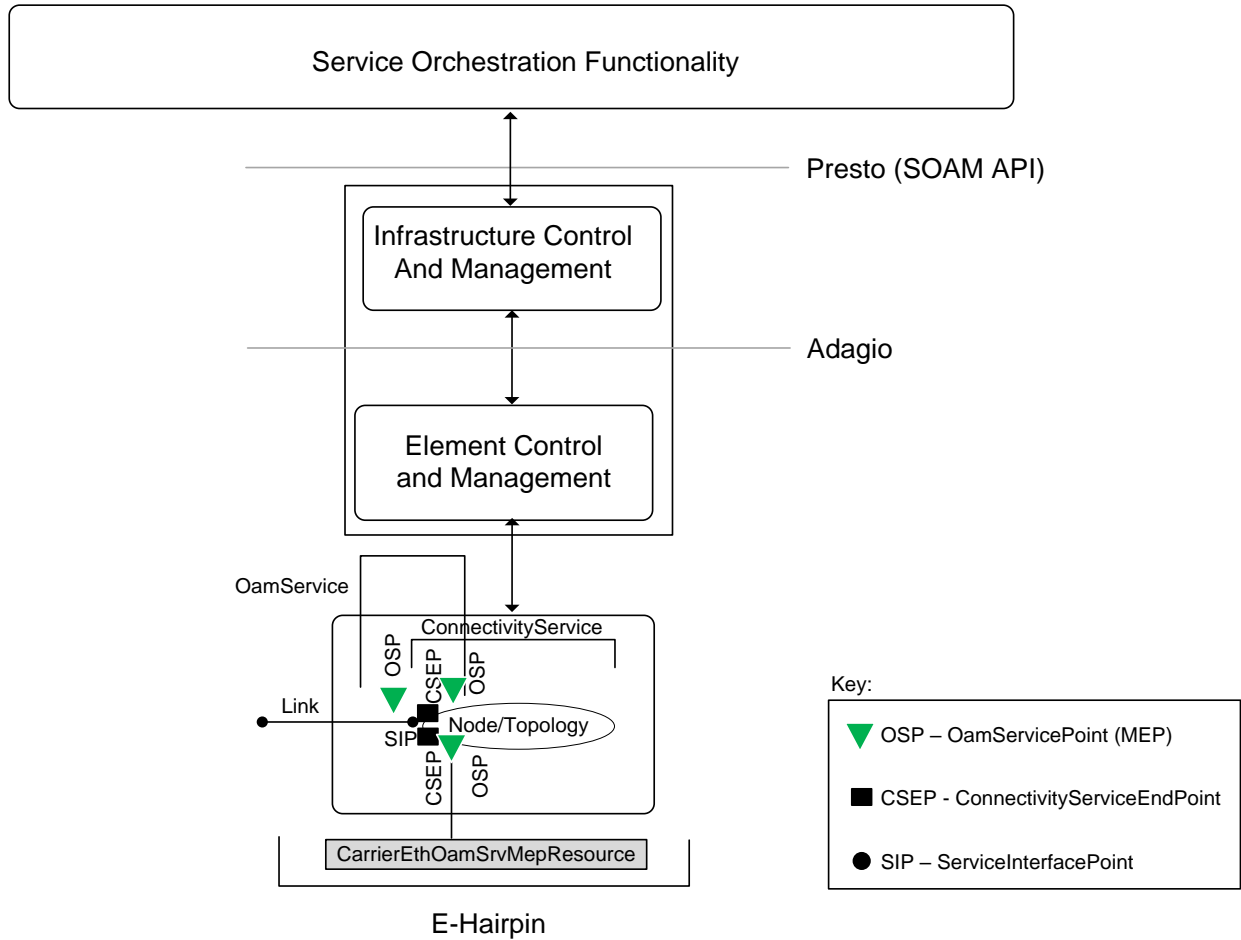 Service Orchestration Functionality
Presto (SOAM API)
Infrastructure Control
And Management
Adagio
Element Control
and Management
OamService
ConnectivityService
OSP
CSEP
OSP
Link
SIP
Node/Topology
CSEP
OSP
CarrierEthOamSrvMepResource
E-Hairpin
Key:
OSP – OamServicePoint (MEP)
CSEP - ConnectivityServiceEndPoint
SIP – ServiceInterfacePoint